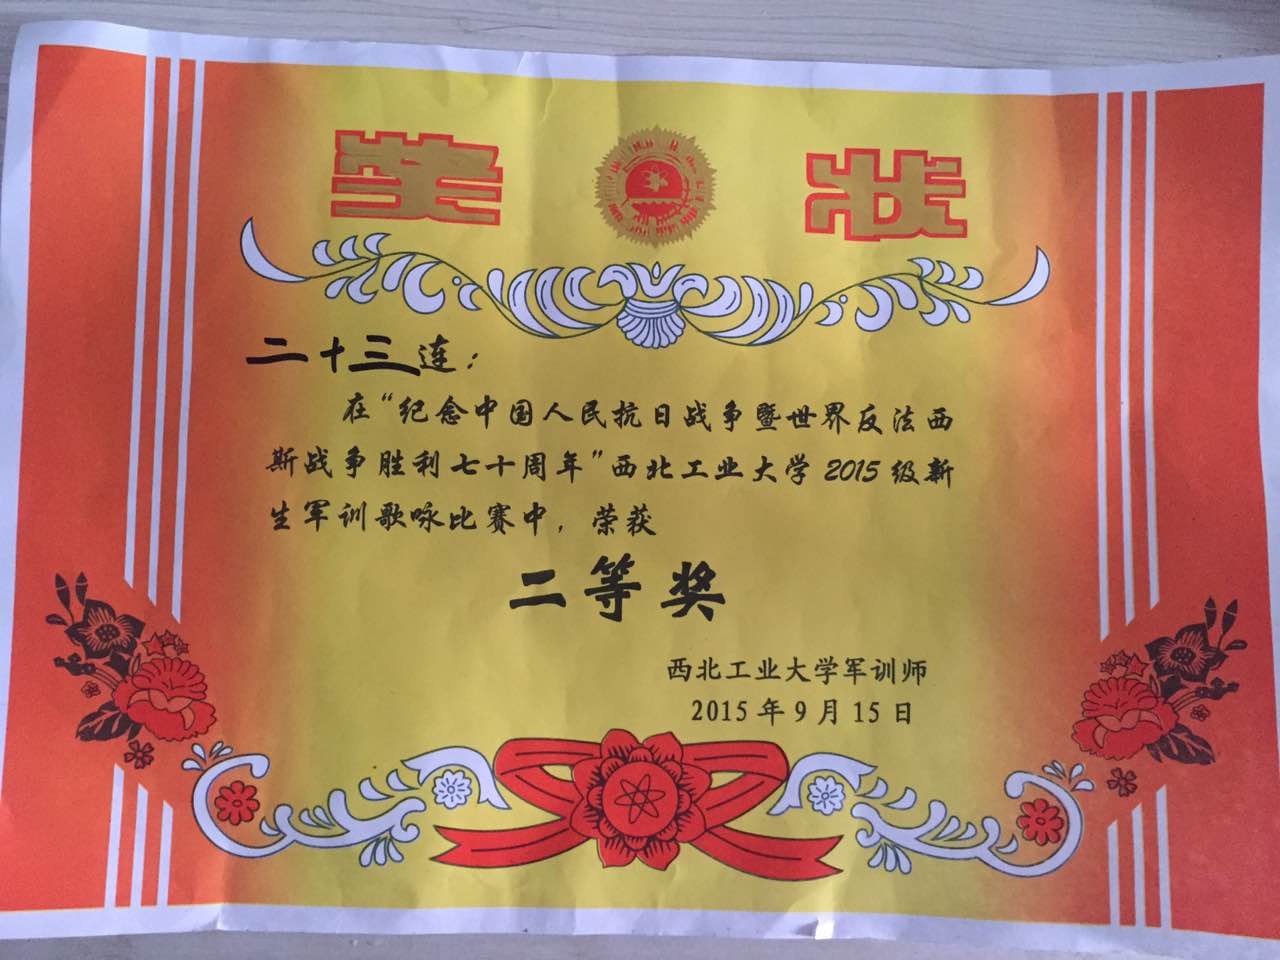 奖状
二十三连：
在“纪念中国人民抗日战争暨世界反法西
斯战争胜利七十周年”西北工业大学2015级新
生军训歌咏比赛中，荣获
二等奖
西北工业大学军训师
2015年9月15日